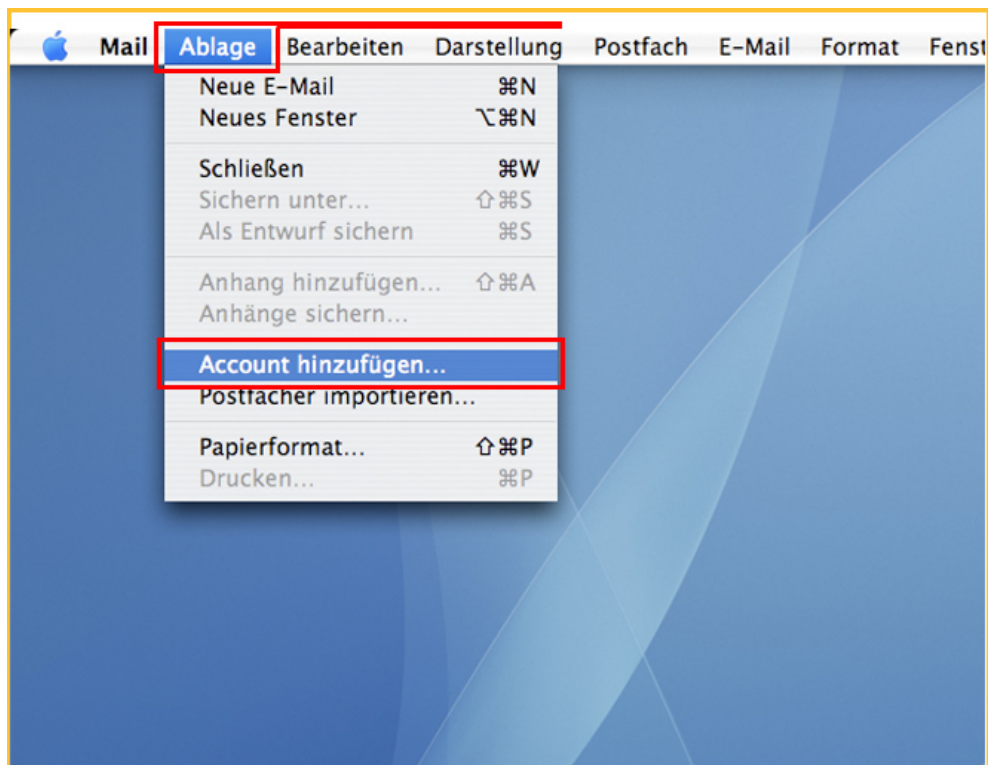 Mail Ablage Bearbeiten Darstellung Postfach E-Mail Format Fenst
Neue E-Mail ⌘N
Neues Fenster ⌥⌘N
Schließen ⌘W
Sichern unter... ⇧⌘S
Als Entwurf sichern ⌘S
Anhang hinzufügen... ⇧⌘A
Anhänge sichern...
Account hinzufügen...
Postfächer importieren...
Papierformat... ⇧⌘P
Drucken... ⌘P